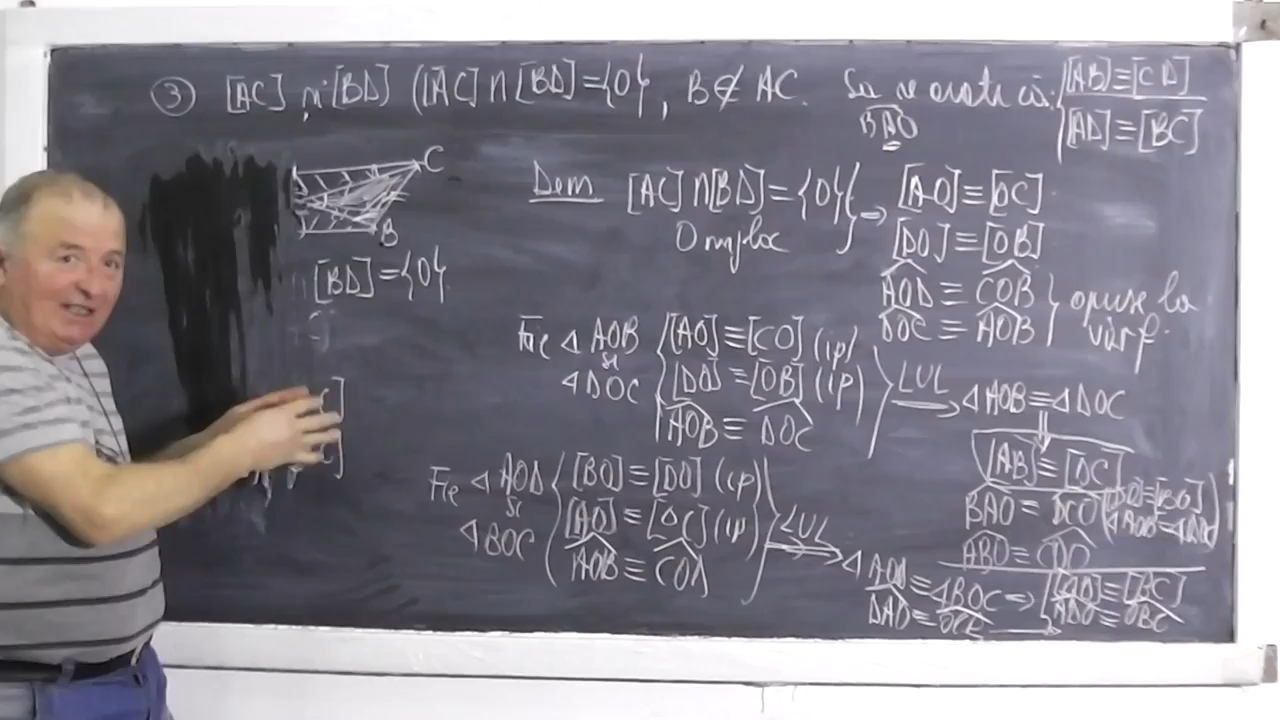 ③ [AC] și [BD] ([AC] ∩ [BD] = {O}, B ∉ AC. Să se arate că: { [AB] ≡ [CD]
[AD] ≡ [BC]
BAO
C
B
Dem [AC] ∩ [BD] = {O} } ⇒ [AO] ≡ [OC]
O mijloc [DO] ≡ [OB]
[BD] = {O}
AOD ≡ COB } opuse la
DOC ≡ AOB vârf.
Fie △ AOB { [AO] ≡ [CO] (ip)
și
△ DOC [DO] ≡ [OB] (ip)
AOB ≡ DOC
LUL ⇒ △ AOB ≡ △ DOC
⇓
[AB] ≡ [DC]
BAO ≡ DCO
ABO ≡ CDO
Fie △ AOD { [BO] ≡ [DO] (ip)
și
△ BOC [AO] ≡ [OC] (ip)
LUL ⇒ △ AOD ≡ △ BOC ⇒ [AD] ≡ [BC]
ADO ≡ OBC